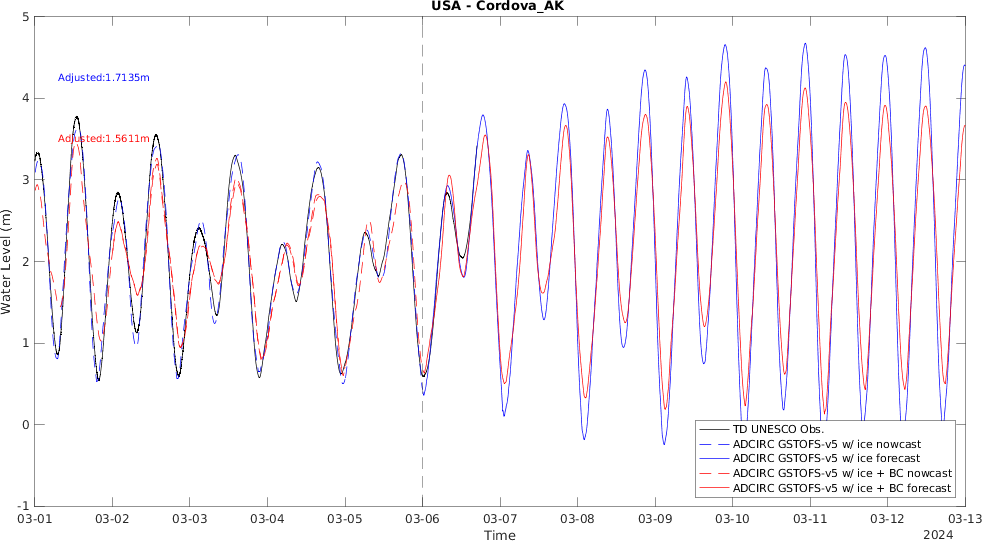 USA - Cordova_AK
5
Adjusted:1.7135m
4
Adjusted:1.5611m
3
Water Level (m)
2
1
0
-1
TD UNESCO Obs.
ADCIRC GSTOFS-v5 w/ ice nowcast
ADCIRC GSTOFS-v5 w/ ice forecast
ADCIRC GSTOFS-v5 w/ ice + BC nowcast
ADCIRC GSTOFS-v5 w/ ice + BC forecast
03-01 03-02 03-03 03-04 03-05 03-06 03-07 03-08 03-09 03-10 03-11 03-12 03-13
Time
2024